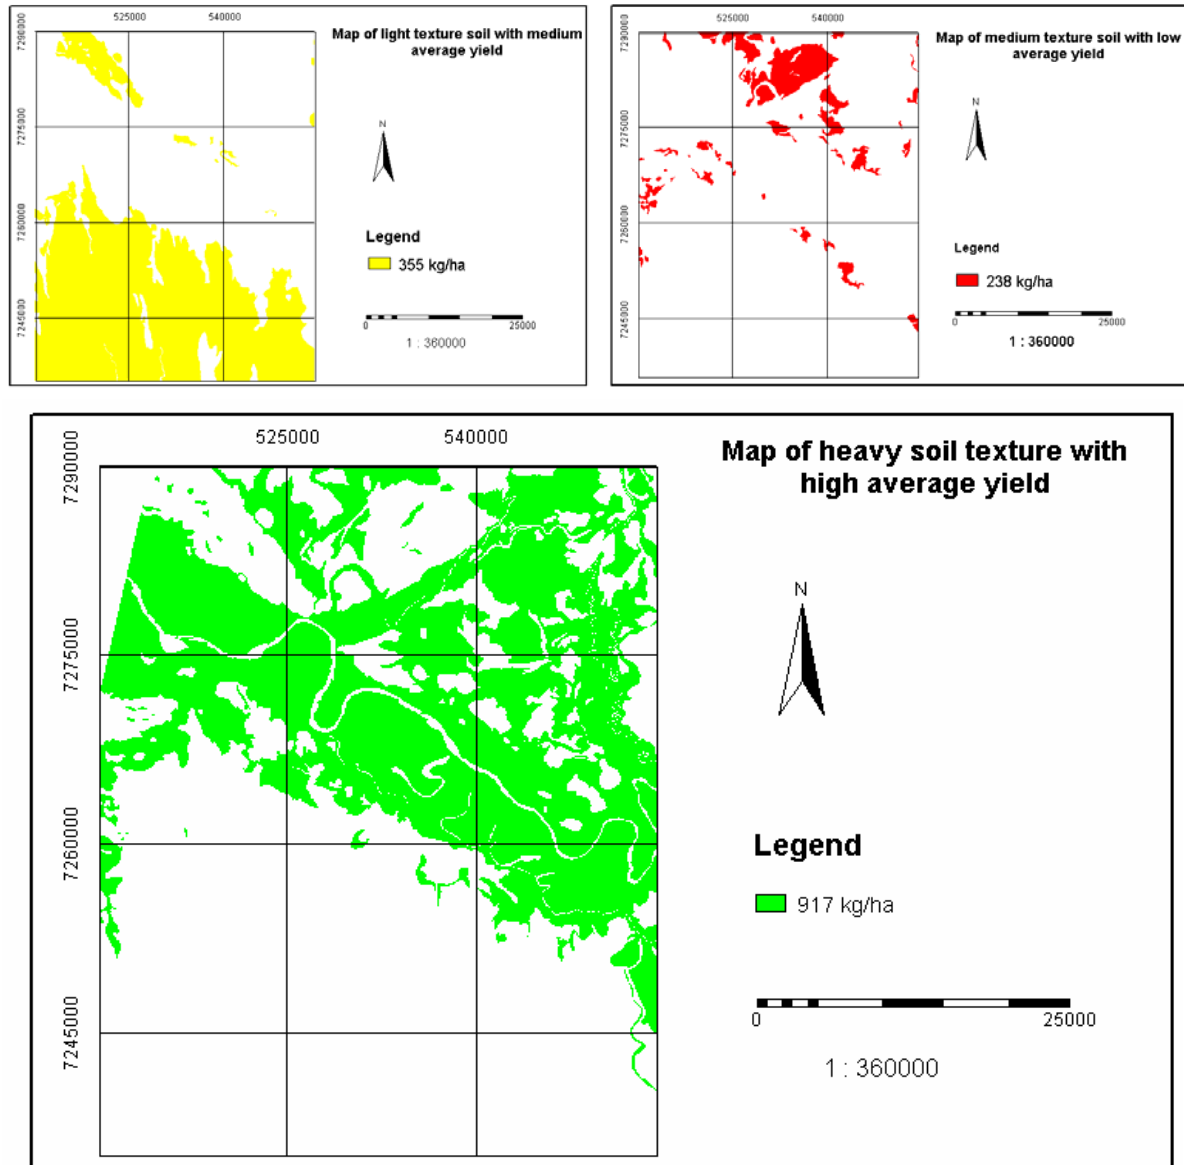 525000 540000
Map of light texture soil with medium
average yield
7290000
7275000
7260000
7245000
N
Legend
355 kg/ha
0 25000
1 : 360000
525000 540000
Map of medium texture soil with low
average yield
7290000
7275000
7260000
7245000
N
Legend
238 kg/ha
0 25000
1 : 360000
525000 540000
Map of heavy soil texture with
high average yield
7290000
7275000
7260000
7245000
N
Legend
917 kg/ha
0 25000
1 : 360000